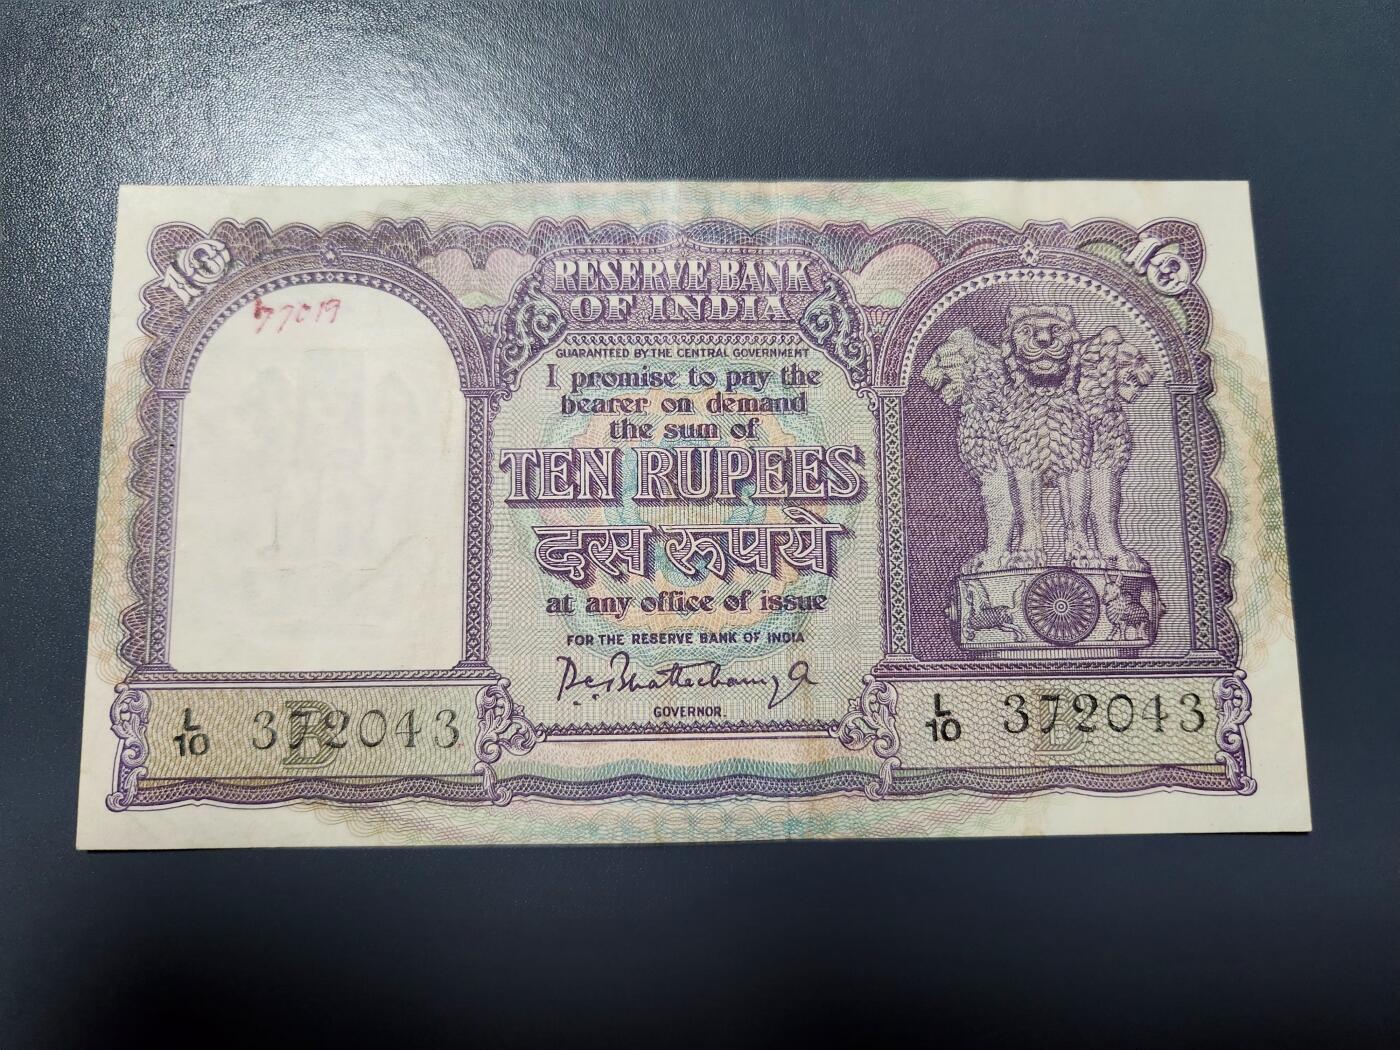 10
10
77019
RESERVE BANK
OF INDIA
GUARANTEED BY THE CENTRAL GOVERNMENT
I promise to pay the
bearer on demand
the sum of
TEN RUPEES
दस रूपये
at any office of issue
FOR THE RESERVE BANK OF INDIA
P.C. Bhattacharyya
GOVERNOR.
L/10 372043
B
L/10 372043
B